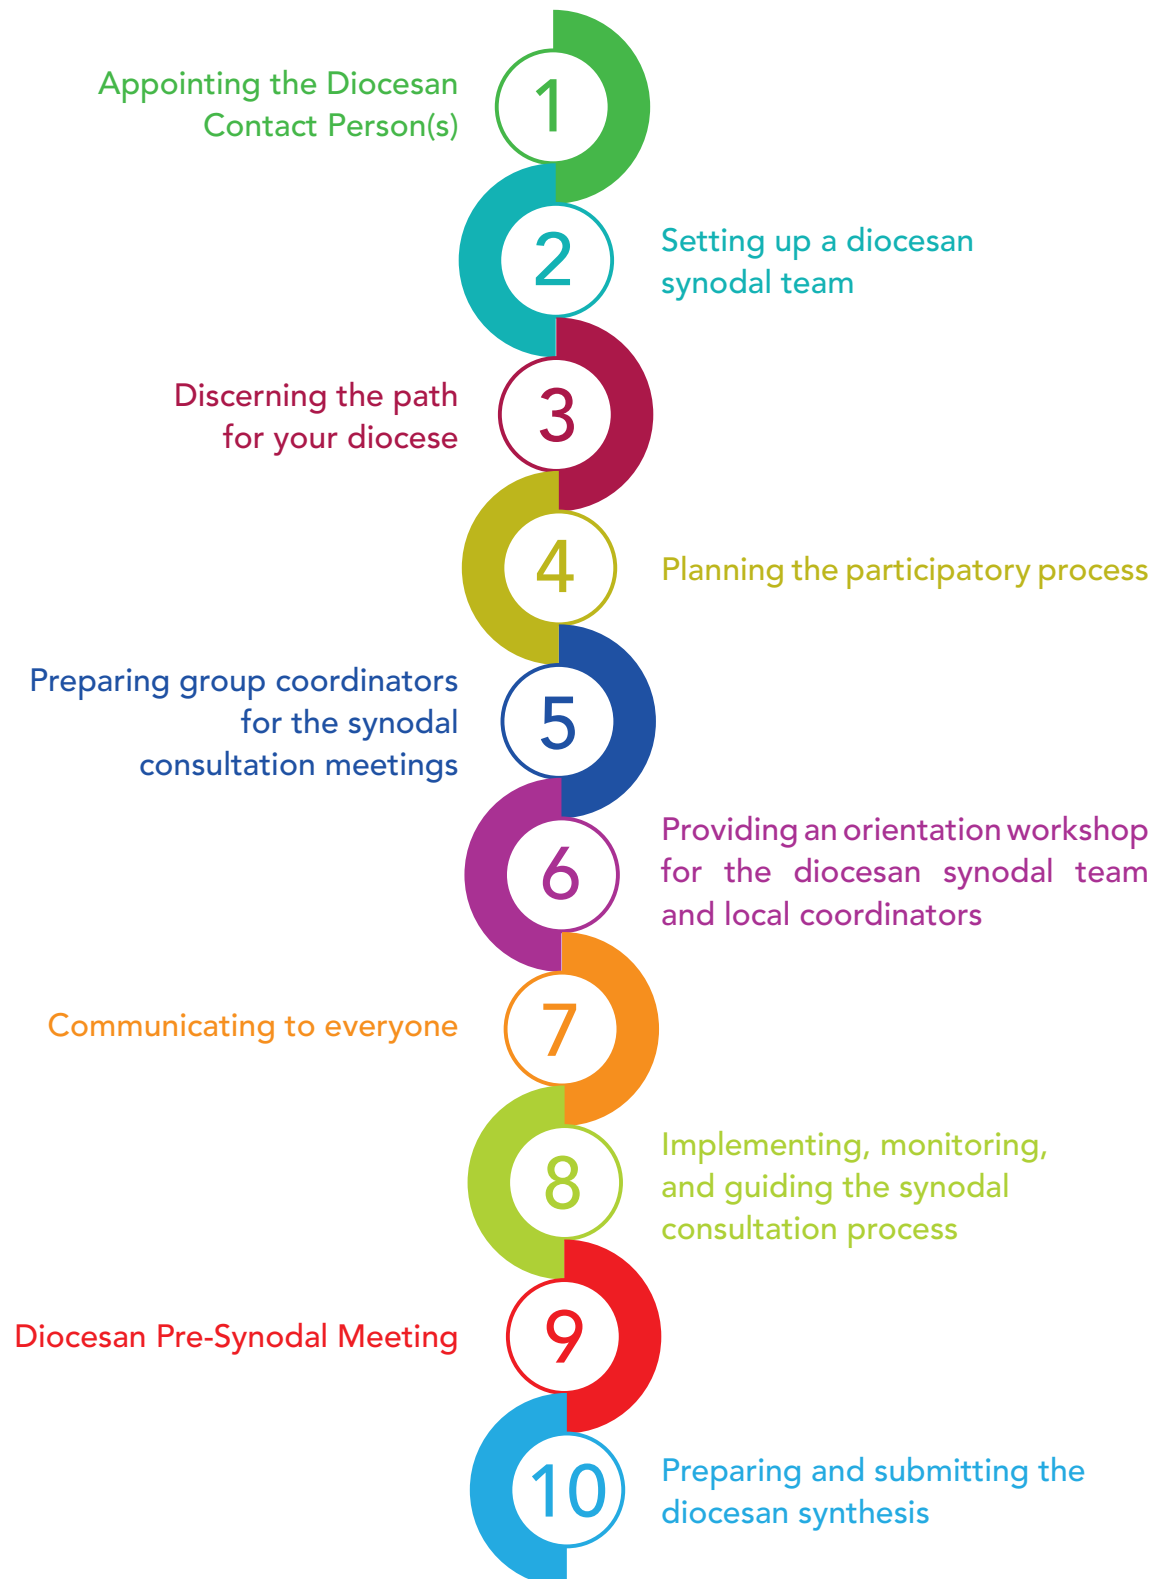 Appointing the Diocesan
Contact Person(s)
1
2
Setting up a diocesan
synodal team
Discerning the path
for your diocese
3
4
Planning the participatory process
Preparing group coordinators
for the synodal
consultation meetings
5
6
Providing an orientation workshop
for the diocesan synodal team
and local coordinators
Communicating to everyone
7
8
Implementing, monitoring,
and guiding the synodal
consultation process
Diocesan Pre-Synodal Meeting
9
10
Preparing and submitting the
diocesan synthesis